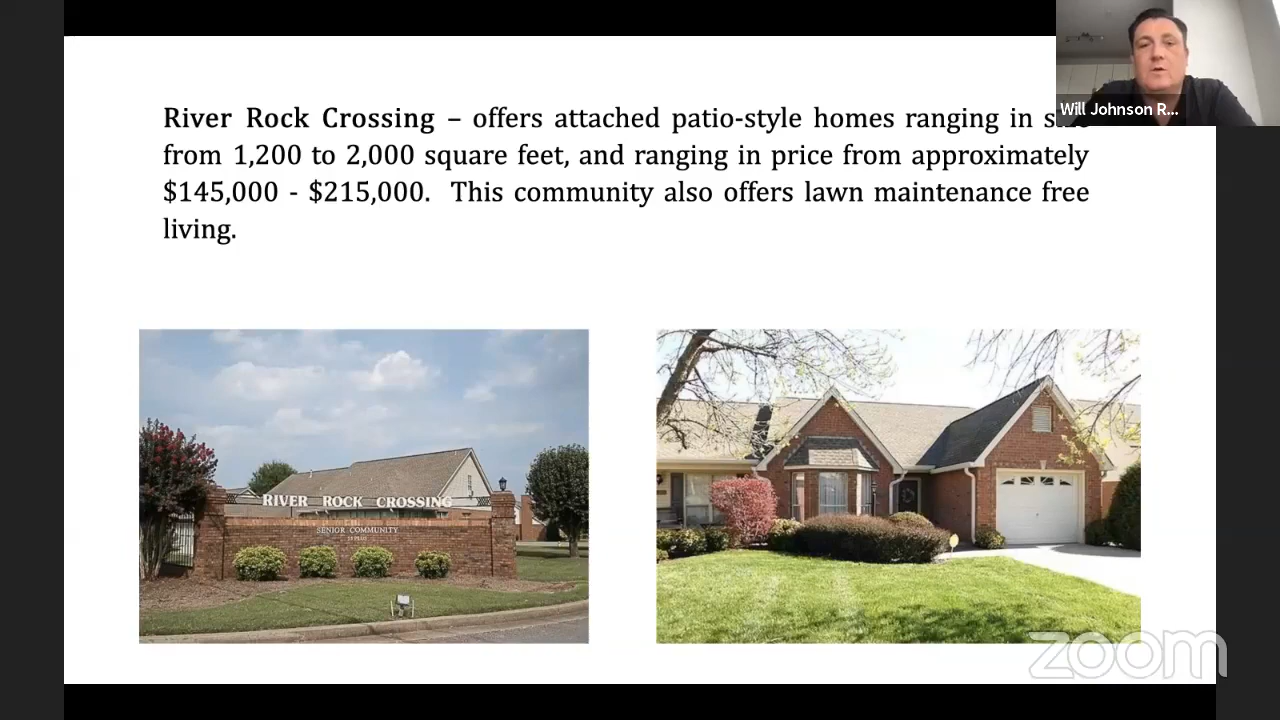 River Rock Crossing – offers attached patio-style homes ranging in
from 1,200 to 2,000 square feet, and ranging in price from approximately
$145,000 - $215,000. This community also offers lawn maintenance free
living.
Will Johnson R...
RIVER ROCK CROSSING
SENIOR COMMUNITY
zoom